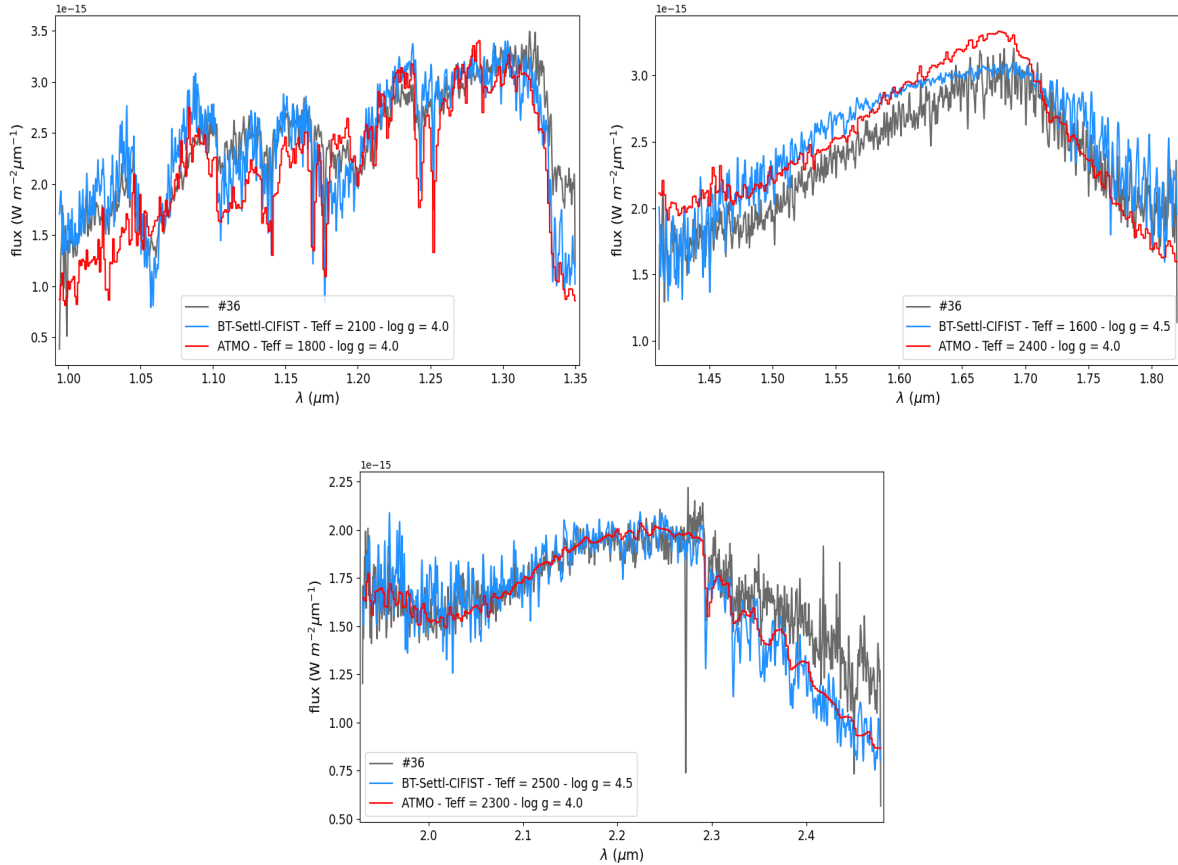 1e−15
flux (W m⁻²μm⁻¹)
3.5
3.0
2.5
2.0
1.5
1.0
0.5
#36
BT-Settl-CIFIST - Teff = 2100 - log g = 4.0
ATMO - Teff = 1800 - log g = 4.0
1.00 1.05 1.10 1.15 1.20 1.25 1.30 1.35
λ (μm)
1e−15
flux (W m⁻²μm⁻¹)
3.0
2.5
2.0
1.5
1.0
#36
BT-Settl-CIFIST - Teff = 1600 - log g = 4.5
ATMO - Teff = 2400 - log g = 4.0
1.45 1.50 1.55 1.60 1.65 1.70 1.75 1.80
λ (μm)
1e−15
flux (W m⁻²μm⁻¹)
2.25
2.00
1.75
1.50
1.25
1.00
0.75
0.50
#36
BT-Settl-CIFIST - Teff = 2500 - log g = 4.5
ATMO - Teff = 2300 - log g = 4.0
2.0 2.1 2.2 2.3 2.4
λ (μm)